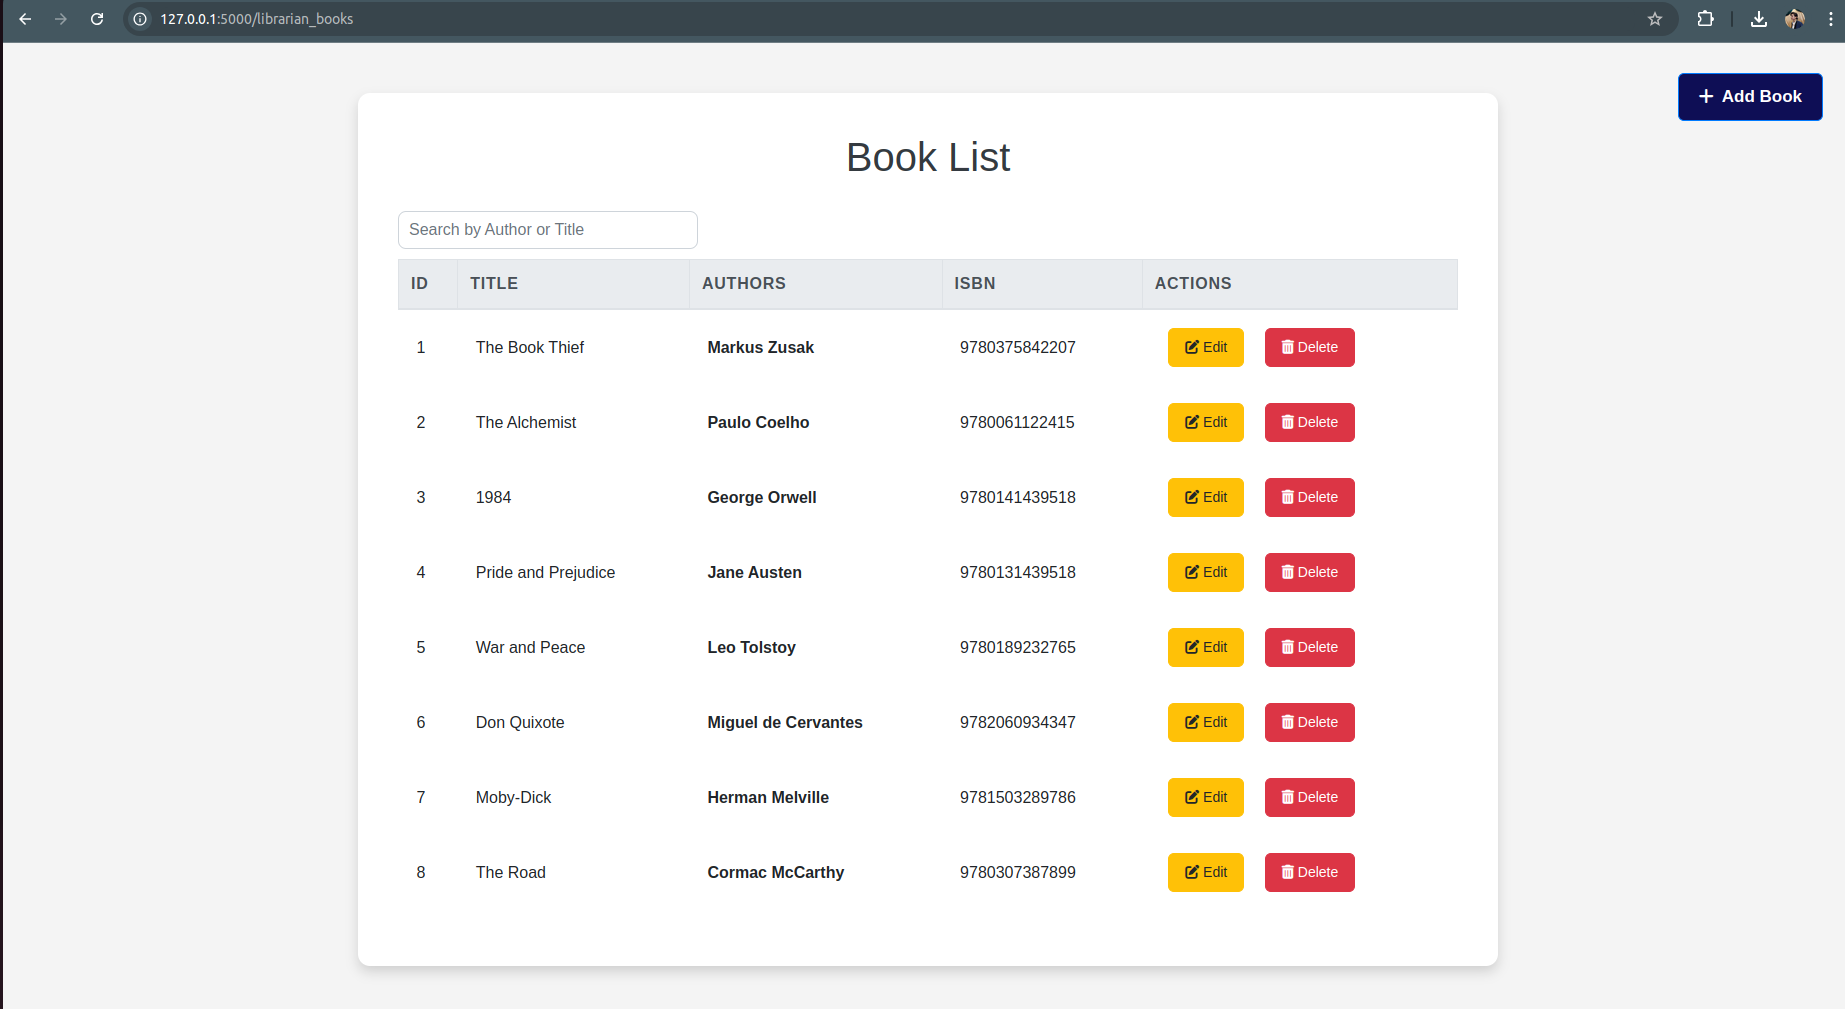 127.0.0.1:5000/librarian_books
+ Add Book
Book List
Search by Author or Title
ID TITLE AUTHORS ISBN ACTIONS
1 The Book Thief Markus Zusak 9780375842207 Edit Delete
2 The Alchemist Paulo Coelho 9780061122415 Edit Delete
3 1984 George Orwell 9780141439518 Edit Delete
4 Pride and Prejudice Jane Austen 9780131439518 Edit Delete
5 War and Peace Leo Tolstoy 9780189232765 Edit Delete
6 Don Quixote Miguel de Cervantes 9782060934347 Edit Delete
7 Moby-Dick Herman Melville 9781503289786 Edit Delete
8 The Road Cormac McCarthy 9780307387899 Edit Delete